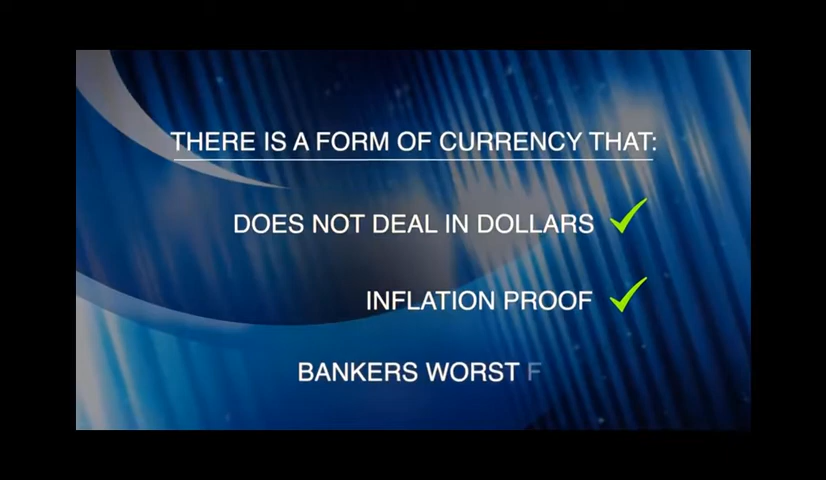 THERE IS A FORM OF CURRENCY THAT:
DOES NOT DEAL IN DOLLARS
INFLATION PROOF
BANKERS WORST F